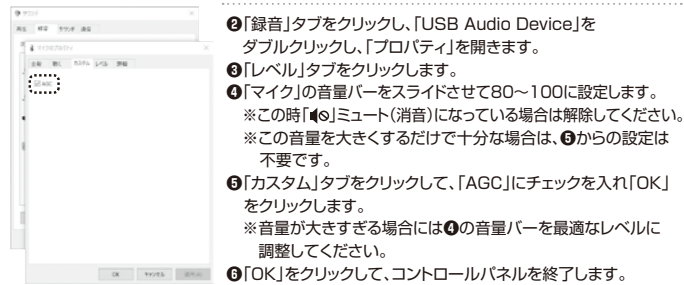 サウンド
再生 録音 サウンド 通信
マイクのプロパティ
全般 聴く カスタム レベル 詳細
AGC
OK キャンセル 適用(A)
❷「録音」タブをクリックし、「USB Audio Device」を
ダブルクリックし、「プロパティ」を開きます。
❸「レベル」タブをクリックします。
❹「マイク」の音量バーをスライドさせて80～100に設定します。
※この時「」ミュート(消音)になっている場合は解除してください。
※この音量を大きくするだけで十分な場合は、❺からの設定は
不要です。
❺「カスタム」タブをクリックして、「AGC」にチェックを入れ「OK」
をクリックします。
※音量が大きすぎる場合には❹の音量バーを最適なレベルに
調整してください。
❻「OK」をクリックして、コントロールパネルを終了します。